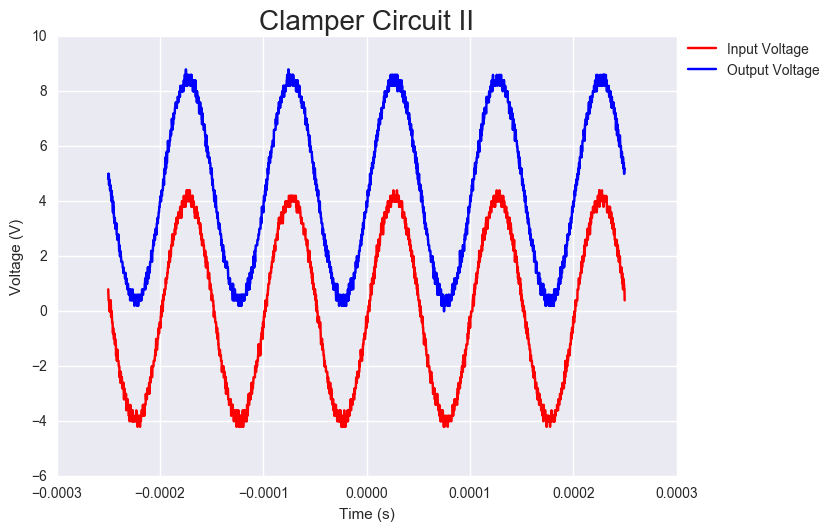 Clamper Circuit II
Input Voltage
Output Voltage
Voltage (V)
10
8
6
4
2
0
−2
−4
−6
−0.0003 −0.0002 −0.0001 0.0000 0.0001 0.0002 0.0003
Time (s)